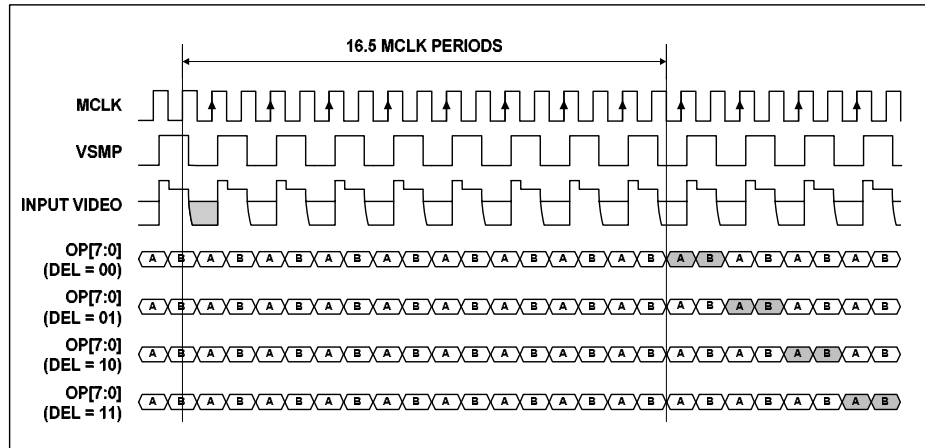 16.5 MCLK PERIODS
MCLK
VSMP
INPUT VIDEO
OP[7:0]
(DEL = 00)
A B A B A B A B A B A B A B A B A B A B A B A B A B
OP[7:0]
(DEL = 01)
A B A B A B A B A B A B A B A B A B A B A B A B A B
OP[7:0]
(DEL = 10)
A B A B A B A B A B A B A B A B A B A B A B A B A B
OP[7:0]
(DEL = 11)
A B A B A B A B A B A B A B A B A B A B A B A B A B